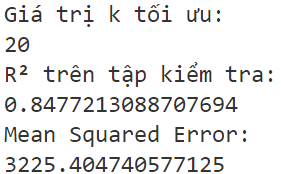 Giá trị k tối ưu:
20
R² trên tập kiểm tra:
0.8477213088707694
Mean Squared Error:
3225.404740577125